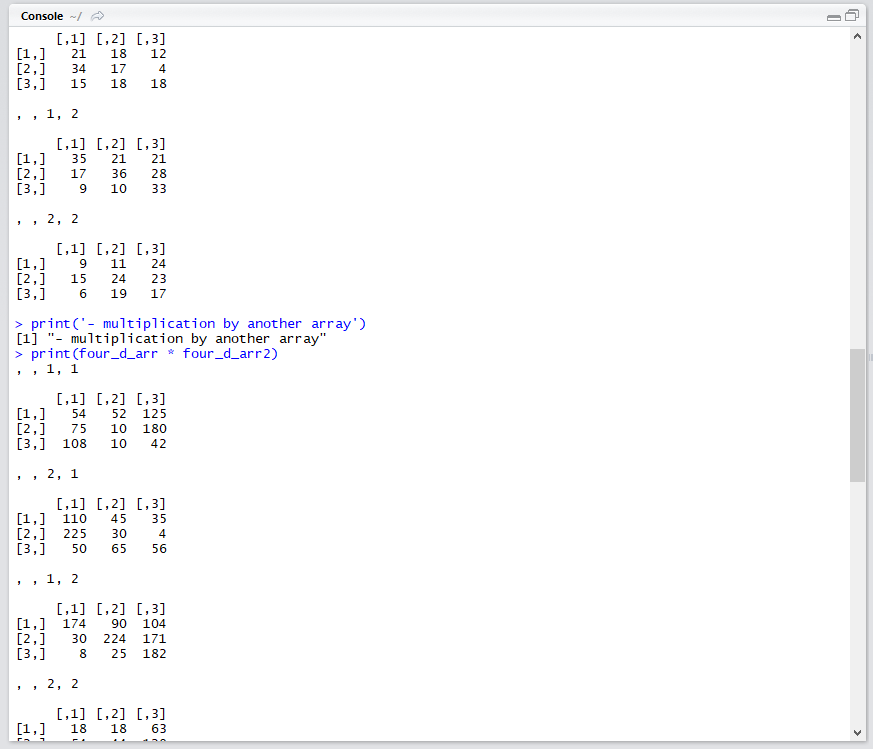 Console ~/
[,1] [,2] [,3]
[1,] 21 18 12
[2,] 34 17 4
[3,] 15 18 18
, , 1, 2
[,1] [,2] [,3]
[1,] 35 21 21
[2,] 17 36 28
[3,] 9 10 33
, , 2, 2
[,1] [,2] [,3]
[1,] 9 11 24
[2,] 15 24 23
[3,] 6 19 17
> print('- multiplication by another array')
[1] "- multiplication by another array"
> print(four_d_arr * four_d_arr2)
, , 1, 1
[,1] [,2] [,3]
[1,] 54 52 125
[2,] 75 10 180
[3,] 108 10 42
, , 2, 1
[,1] [,2] [,3]
[1,] 110 45 35
[2,] 225 30 4
[3,] 50 65 56
, , 1, 2
[,1] [,2] [,3]
[1,] 174 90 104
[2,] 30 224 171
[3,] 8 25 182
, , 2, 2
[,1] [,2] [,3]
[1,] 18 18 63